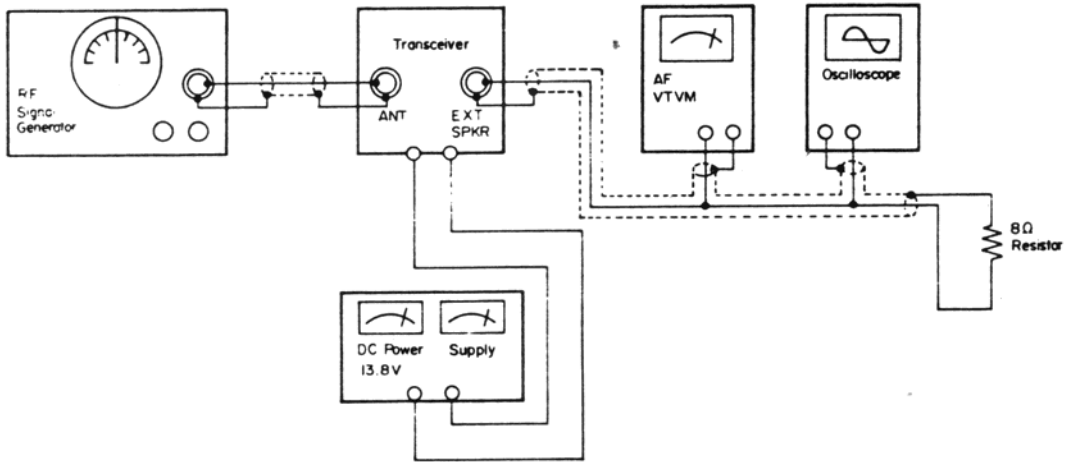 RF
Signal
Generator
Transceiver
ANT
EXT
SPKR
AF
VTVM
Oscilloscope
8Ω
Resistor
DC Power Supply
13.8V